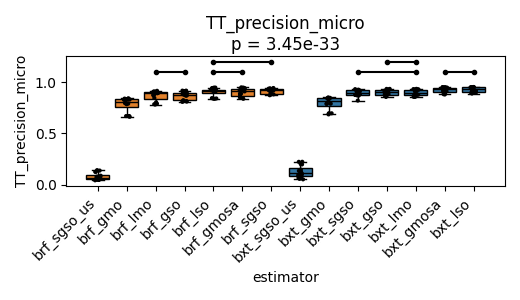 TT_precision_micro
p = 3.45e-33
TT_precision_micro
1.0
0.5
0.0
brf_sgso_us
brf_gmo
brf_lmo
brf_gso
brf_lso
brf_gmosa
brf_sgso
bxt_sgso_us
bxt_gmo
bxt_sgso
bxt_gso
bxt_lmo
bxt_gmosa
bxt_lso
estimator